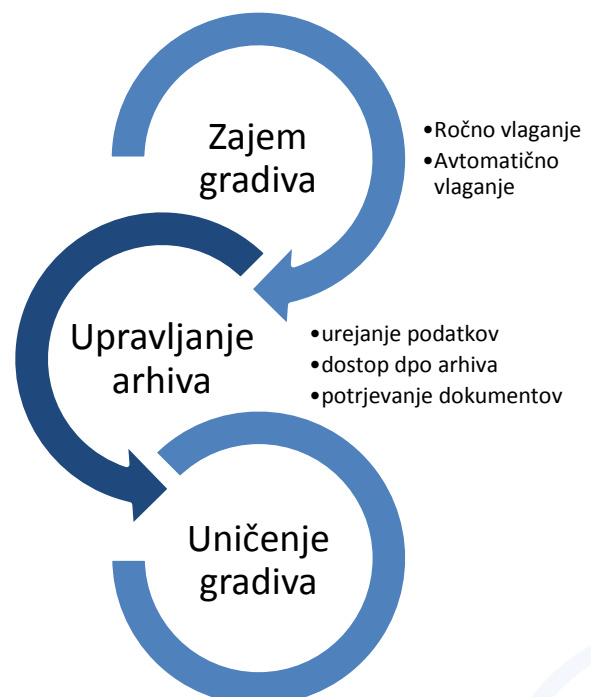 Zajem
gradiva
•Ročno vlaganje
•Avtomatično
vlaganje
Upravljanje
arhiva
•urejanje podatkov
•dostop dpo arhiva
•potrjevanje dokumentov
Uničenje
gradiva